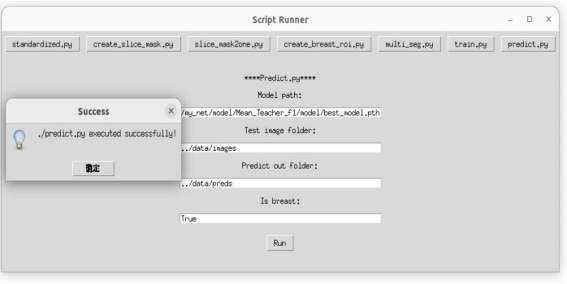 Script Runner
standardized.py create_slice_mask.py slice_mask2one.py create_breast_roi.py multi_seg.py train.py predict.py
****Predict.py****
Model path:
/my_net/model/Mean_Teacher_f1/model/best_model.pth
Test image folder:
../data/images
Predict out folder:
../data/preds
Is breast:
True
Run
Success
./predict.py executed successfully!
确定